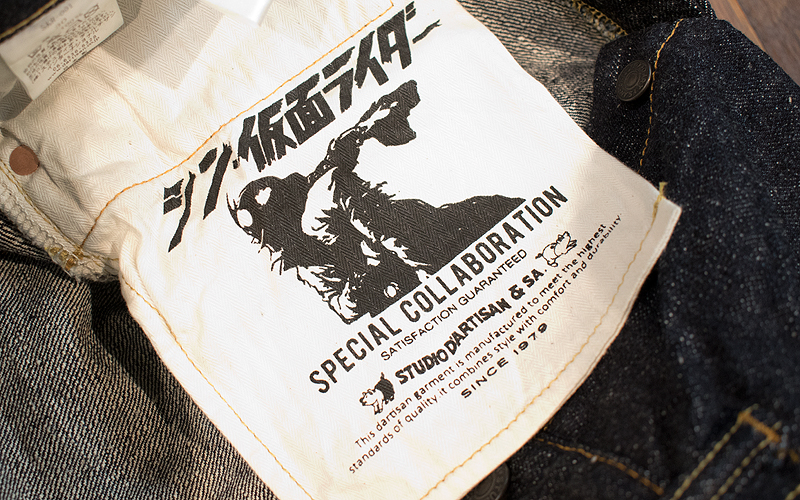 シン・仮面ライダー
SPECIAL COLLABORATION
SATISFACTION GUARANTEED
STUDIO D'ARTISAN & SA.
This dartisan garment is manufactured to meet the highest
standards of quality it combines style with comfort and durability
SINCE 1979